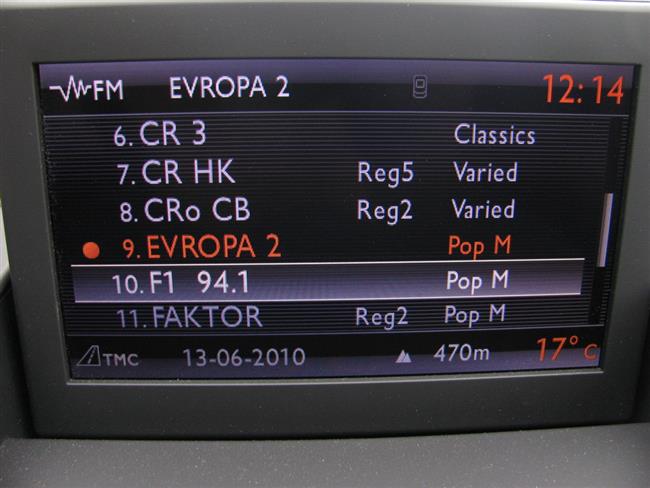 FM EVROPA 2 12:14
6. CR 3 Classics
7. CR HK Reg5 Varied
8. CRo CB Reg2 Varied
9. EVROPA 2 Pop M
10. F1 94.1 Pop M
11. FAKTOR Reg2 Pop M
TMC 13-06-2010 470m 17° C